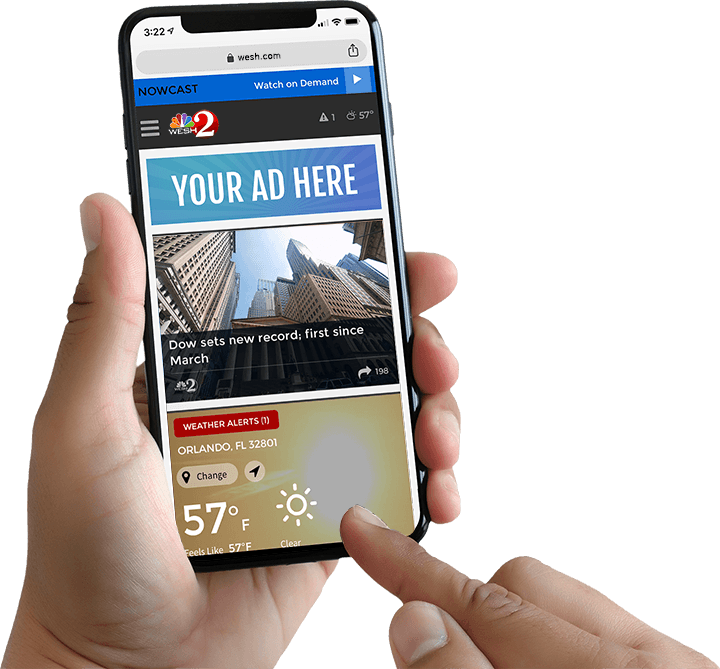 3:22
wesh.com
NOWCAST
Watch on Demand
WESH 2
1
57°
YOUR AD HERE
Dow sets new record; first since
March
2
198
WEATHER ALERTS (1)
ORLANDO, FL 32801
Change
57°F
Feels Like 57°F
Clear